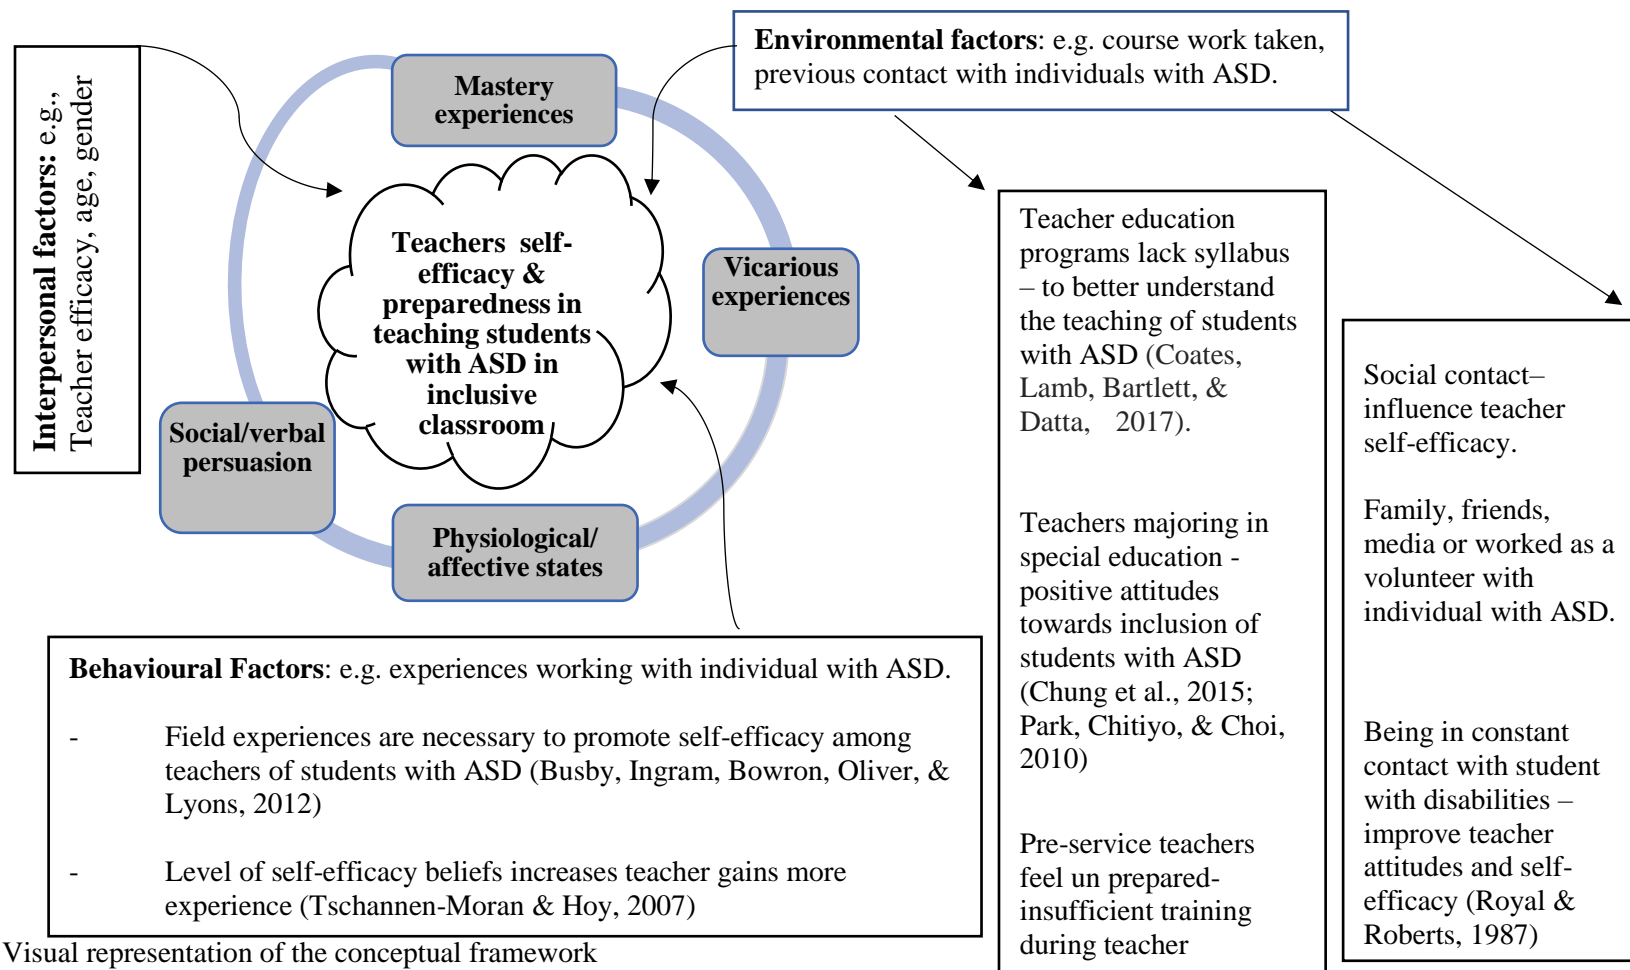 Interpersonal factors: e.g.,
Teacher efficacy, age, gender
Mastery
experiences
Environmental factors: e.g. course work taken,
previous contact with individuals with ASD.
Teachers self-
efficacy &
preparedness in
teaching students
with ASD in
inclusive
classroom
Vicarious
experiences
Social/verbal
persuasion
Physiological/
affective states
Teacher education
programs lack syllabus
– to better understand
the teaching of students
with ASD (Coates,
Lamb, Bartlett, &
Datta, 2017).
Teachers majoring in
special education -
positive attitudes
towards inclusion of
students with ASD
(Chung et al., 2015;
Park, Chitiyo, & Choi,
2010)
Pre-service teachers
feel un prepared-
insufficient training
during teacher
Social contact–
influence teacher
self-efficacy.
Family, friends,
media or worked as a
volunteer with
individual with ASD.
Being in constant
contact with student
with disabilities –
improve teacher
attitudes and self-
efficacy (Royal &
Roberts, 1987)
Behavioural Factors: e.g. experiences working with individual with ASD.
- Field experiences are necessary to promote self-efficacy among
teachers of students with ASD (Busby, Ingram, Bowron, Oliver, &
Lyons, 2012)
- Level of self-efficacy beliefs increases teacher gains more
experience (Tschannen-Moran & Hoy, 2007)
Visual representation of the conceptual framework